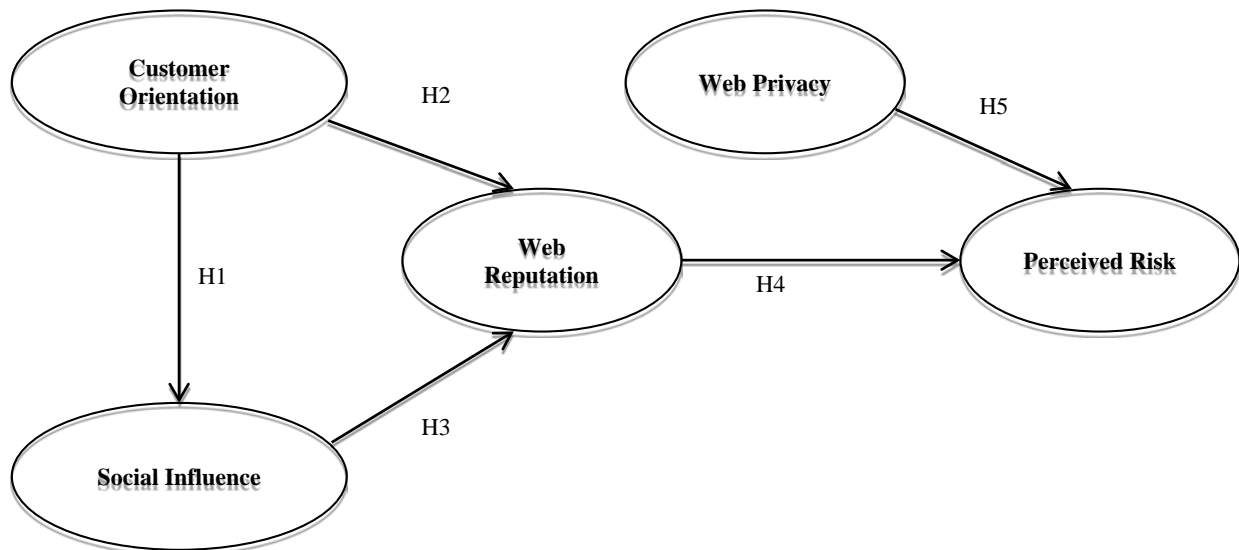 Customer
Orientation
H2
Web Privacy
H5
Web
Reputation
Perceived Risk
H1
H4
H3
Social Influence